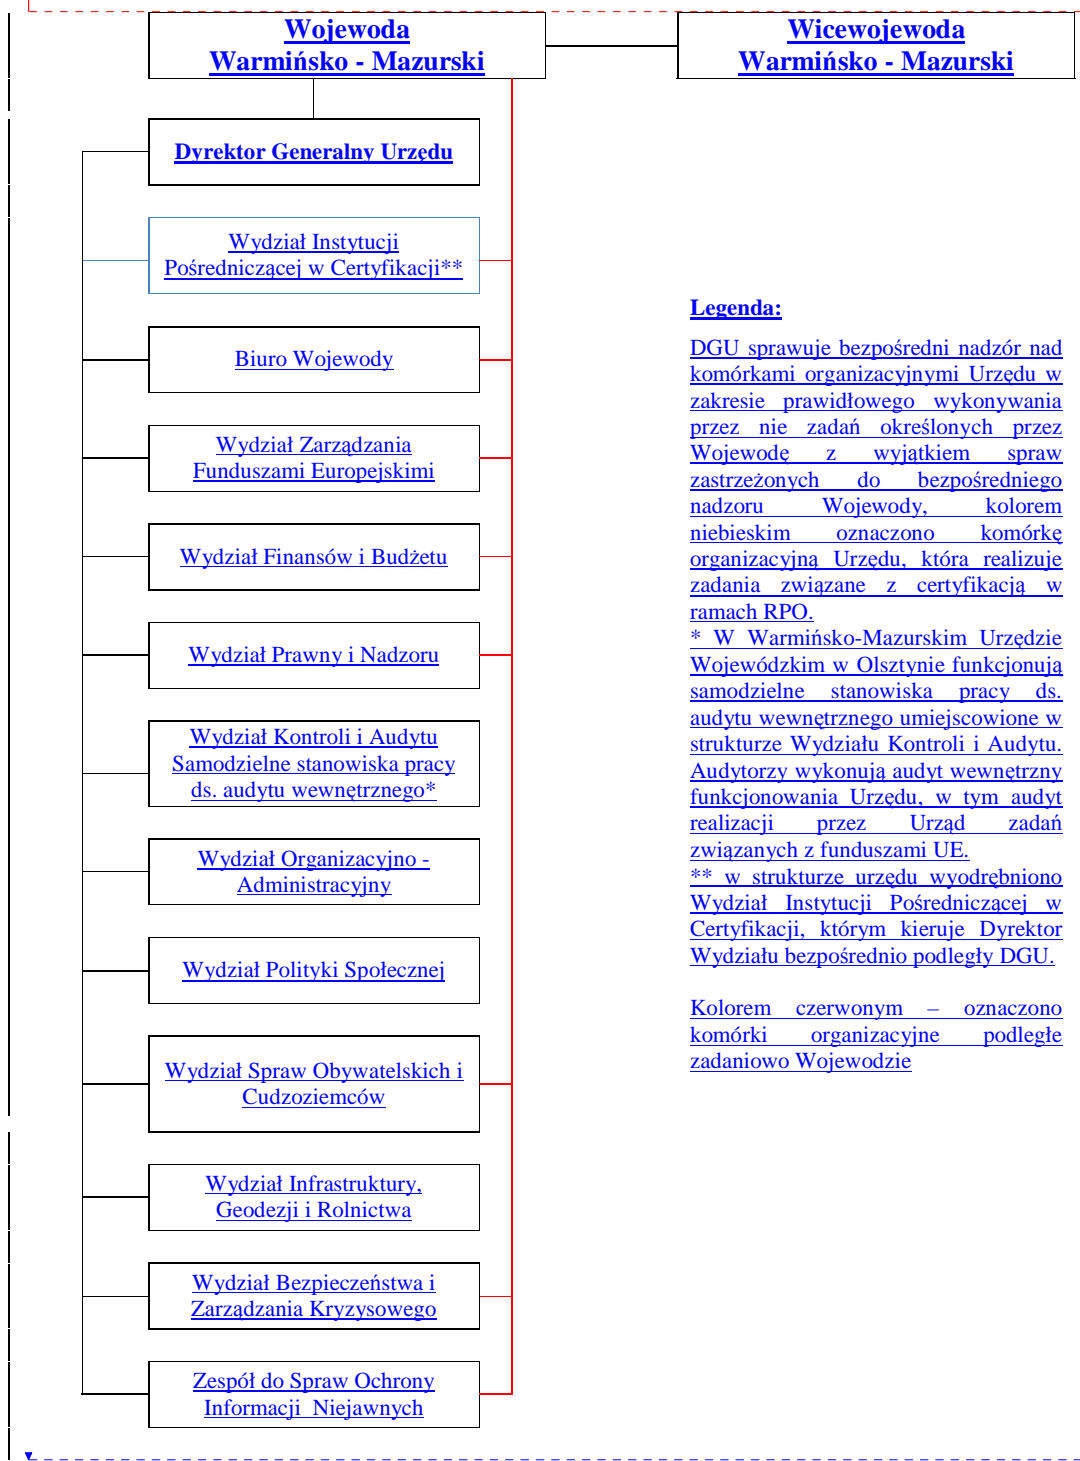 Wojewoda
Warmińsko - Mazurski
Wicewojewoda
Warmińsko - Mazurski
Dyrektor Generalny Urzędu
Wydział Instytucji
Pośredniczącej w Certyfikacji**
Biuro Wojewody
Wydział Zarządzania
Funduszami Europejskimi
Wydział Finansów i Budżetu
Wydział Prawny i Nadzoru
Wydział Kontroli i Audytu
Samodzielne stanowiska pracy
ds. audytu wewnętrznego*
Wydział Organizacyjno -
Administracyjny
Wydział Polityki Społecznej
Wydział Spraw Obywatelskich i
Cudzoziemców
Wydział Infrastruktury,
Geodezji i Rolnictwa
Wydział Bezpieczeństwa i
Zarządzania Kryzysowego
Zespół do Spraw Ochrony
Informacji Niejawnych
Legenda:
DGU sprawuje bezpośredni nadzór nad
komórkami organizacyjnymi Urzędu w
zakresie prawidłowego wykonywania
przez nie zadań określonych przez
Wojewodę z wyjątkiem spraw
zastrzeżonych do bezpośredniego
nadzoru Wojewody, kolorem
niebieskim oznaczono komórkę
organizacyjną Urzędu, która realizuje
zadania związane z certyfikacją w
ramach RPO.
* W Warmińsko-Mazurskim Urzędzie
Wojewódzkim w Olsztynie funkcjonują
samodzielne stanowiska pracy ds.
audytu wewnętrznego umiejscowione w
strukturze Wydziału Kontroli i Audytu.
Audytorzy wykonują audyt wewnętrzny
funkcjonowania Urzędu, w tym audyt
realizacji przez Urząd zadań
związanych z funduszami UE.
** w strukturze urzędu wyodrębniono
Wydział Instytucji Pośredniczącej w
Certyfikacji, którym kieruje Dyrektor
Wydziału bezpośrednio podległy DGU.
Kolorem czerwonym – oznaczono
komórki organizacyjne podległe
zadaniowo Wojewodzie